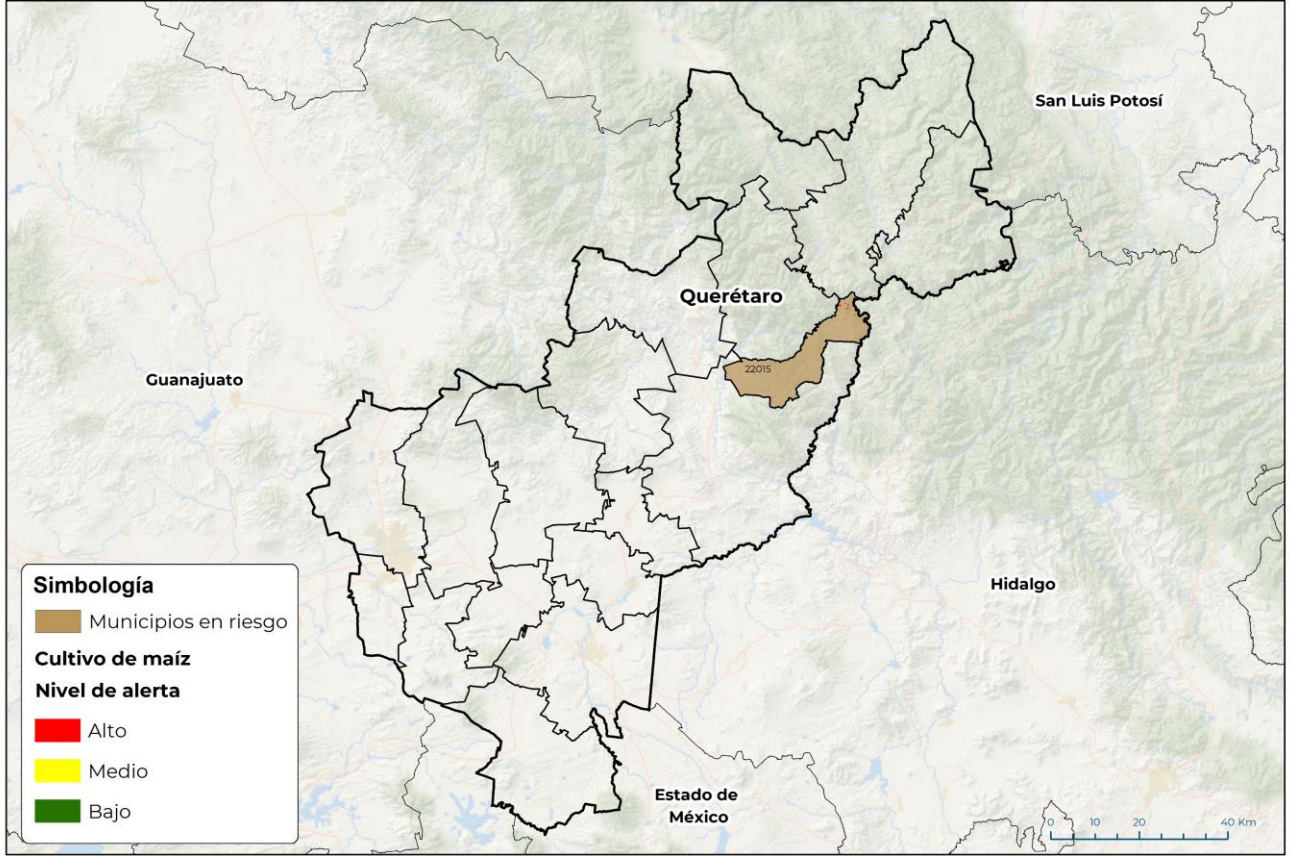 San Luis Potosí
Querétaro
22015
Guanajuato
Hidalgo
Estado de
México
Simbología
Municipios en riesgo
Cultivo de maíz
Nivel de alerta
Alto
Medio
Bajo
0 10 20 40 Km